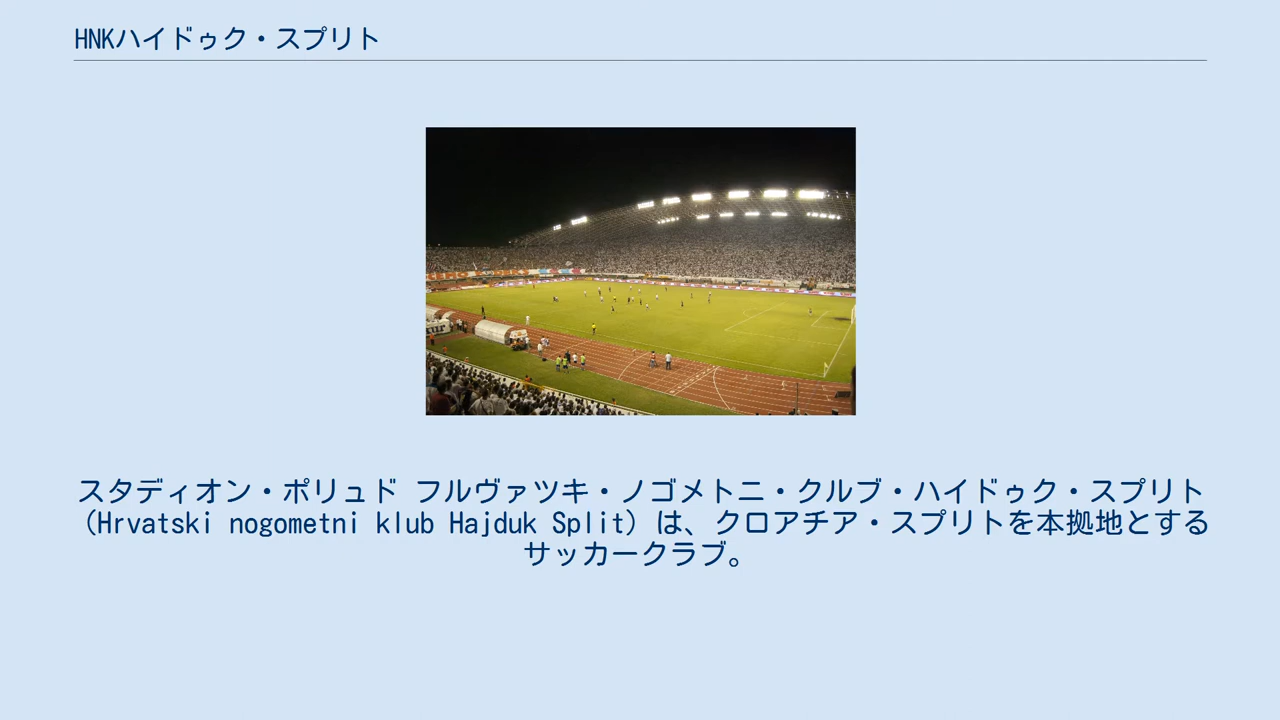 HNKハイドゥク・スプリト
スタディオン・ポリュド フルヴァツキ・ノゴメトニ・クルブ・ハイドゥク・スプリト
（Hrvatski nogometni klub Hajduk Split）は、クロアチア・スプリトを本拠地とする
サッカークラブ。